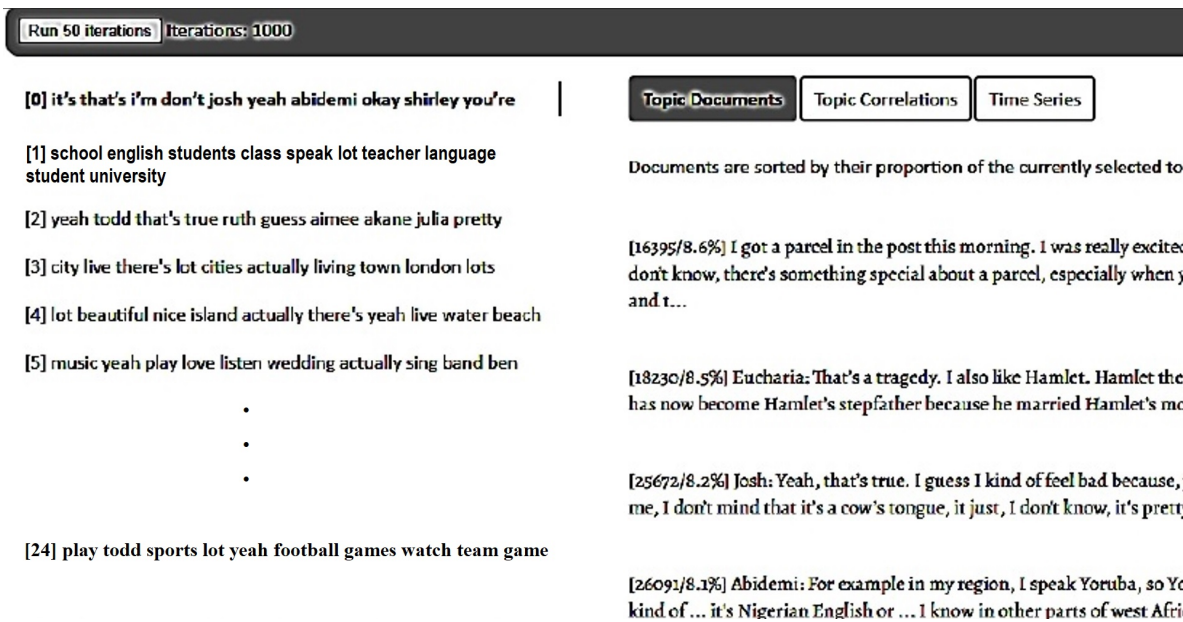 Run 50 iterations Iterations: 1000
[0] it's that's i'm don't josh yeah abidemi okay shirley you're
[1] school english students class speak lot teacher language
student university
[2] yeah todd that's true ruth guess aimee akane julia pretty
[3] city live there's lot cities actually living town london lots
[4] lot beautiful nice island actually there's yeah live water beach
[5] music yeah play love listen wedding actually sing band ben
[24] play todd sports lot yeah football games watch team game
Topic Documents Topic Correlations Time Series
Documents are sorted by their proportion of the currently selected to
[16395/8.6%] I got a parcel in the post this morning. I was really excited
don't know, there's something special about a parcel, especially when y
and t...
[18230/8.5%] Eucharia: That's a tragedy. I also like Hamlet. Hamlet the
has now become Hamlet's stepfather because he married Hamlet's mo
[25672/8.2%] Josh: Yeah, that's true. I guess I kind of feel bad because,
me, I don't mind that it's a cow's tongue, it just, I don't know, it's prett
[26091/8.1%] Abidemi: For example in my region, I speak Yoruba, so Yo
kind of ... it's Nigerian English or ... I know in other parts of west Afri